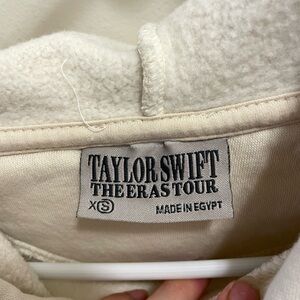 TAYLOR SWIFT
THE ERAS TOUR
XS MADE IN EGYPT